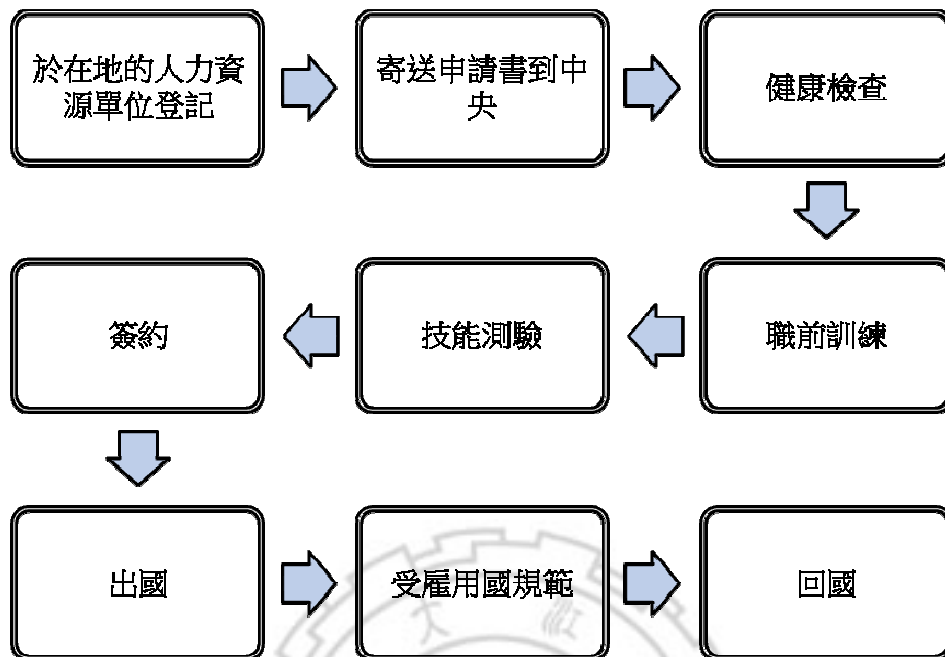 於在地的人力資
源單位登記
寄送申請書到中
央
健康檢查
職前訓練
技能測驗
簽約
出國
受雇用國規範
回國
大
政